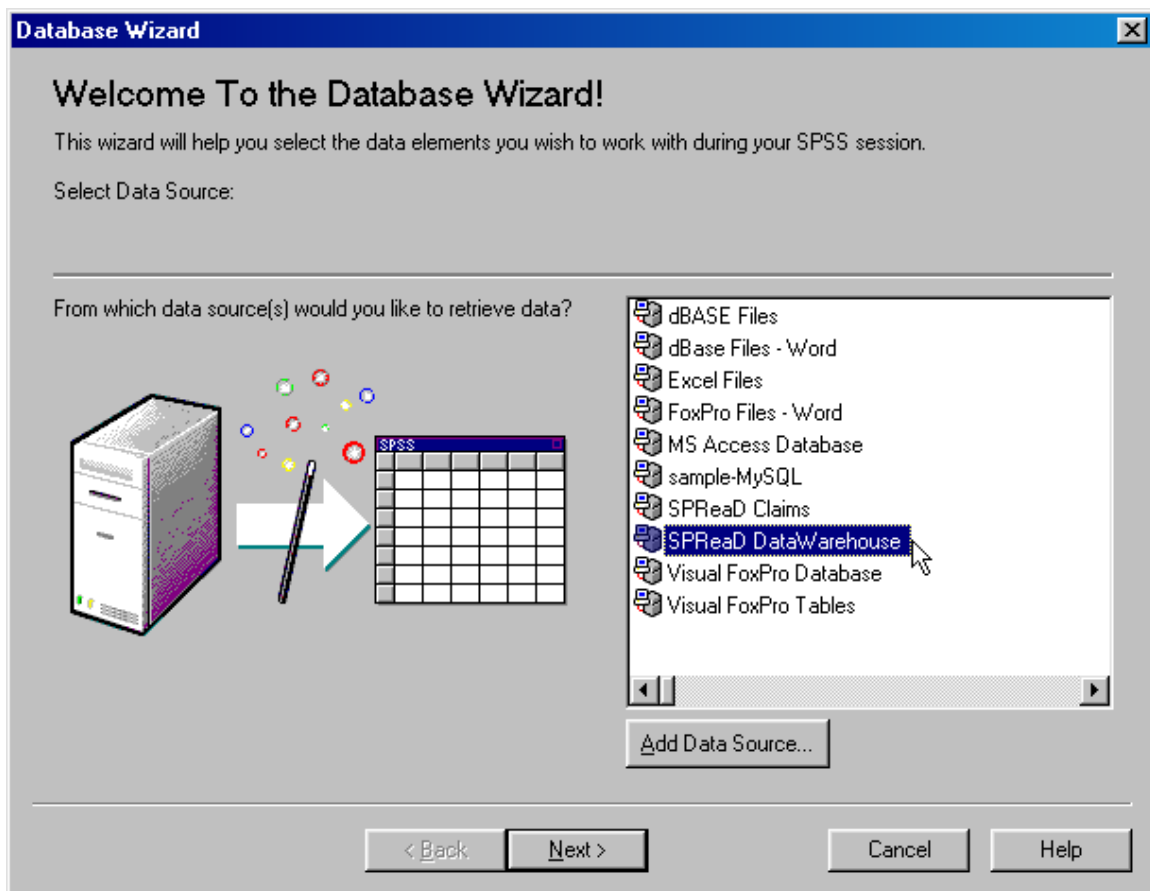 Database Wizard
Welcome To the Database Wizard!
This wizard will help you select the data elements you wish to work with during your SPSS session.
Select Data Source:
From which data source(s) would you like to retrieve data?
SPSS
dBASE Files
dBase Files - Word
Excel Files
FoxPro Files - Word
MS Access Database
sample-MySQL
SPReaD Claims
SPReaD DataWarehouse
Visual FoxPro Database
Visual FoxPro Tables
Add Data Source...
< Back
Next >
Cancel
Help